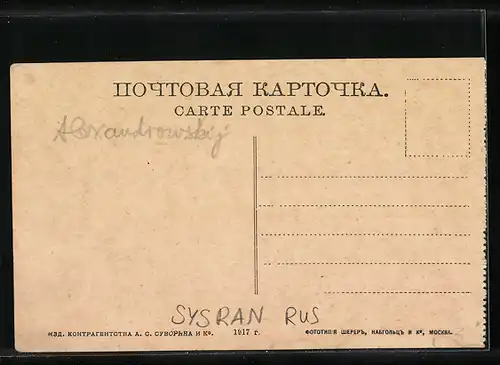 ПОЧТОВАЯ КАРТОЧКА.
CARTE POSTALE.
Alexandrowskij
SYSRAN RUS
ИЗД. КОНТРАГЕНТСТВА А. С. СУВОРИНА И Кº. 1917 г. ФОТОТИПІЯ ШЕРЕРЪ, НАБГОЛЬЦЪ И Кº, МОСКВА.